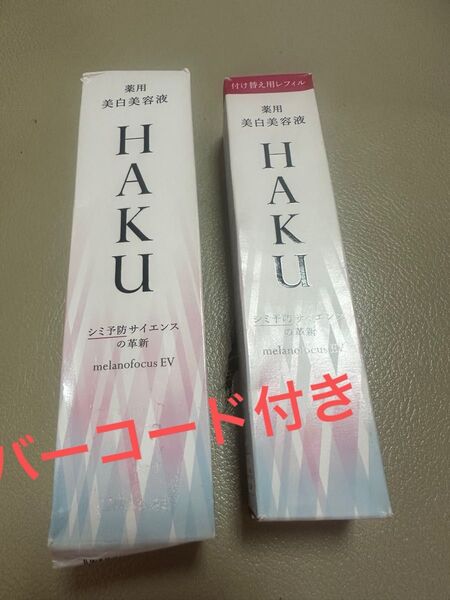 薬用
美白美容液
HAKU
シミ予防サイエンス
の革新
melanofocus EV
付け替え用レフィル
薬用
美白美容液
HAKU
シミ予防サイエンス
の革新
melanofocus EV
バーコード付き